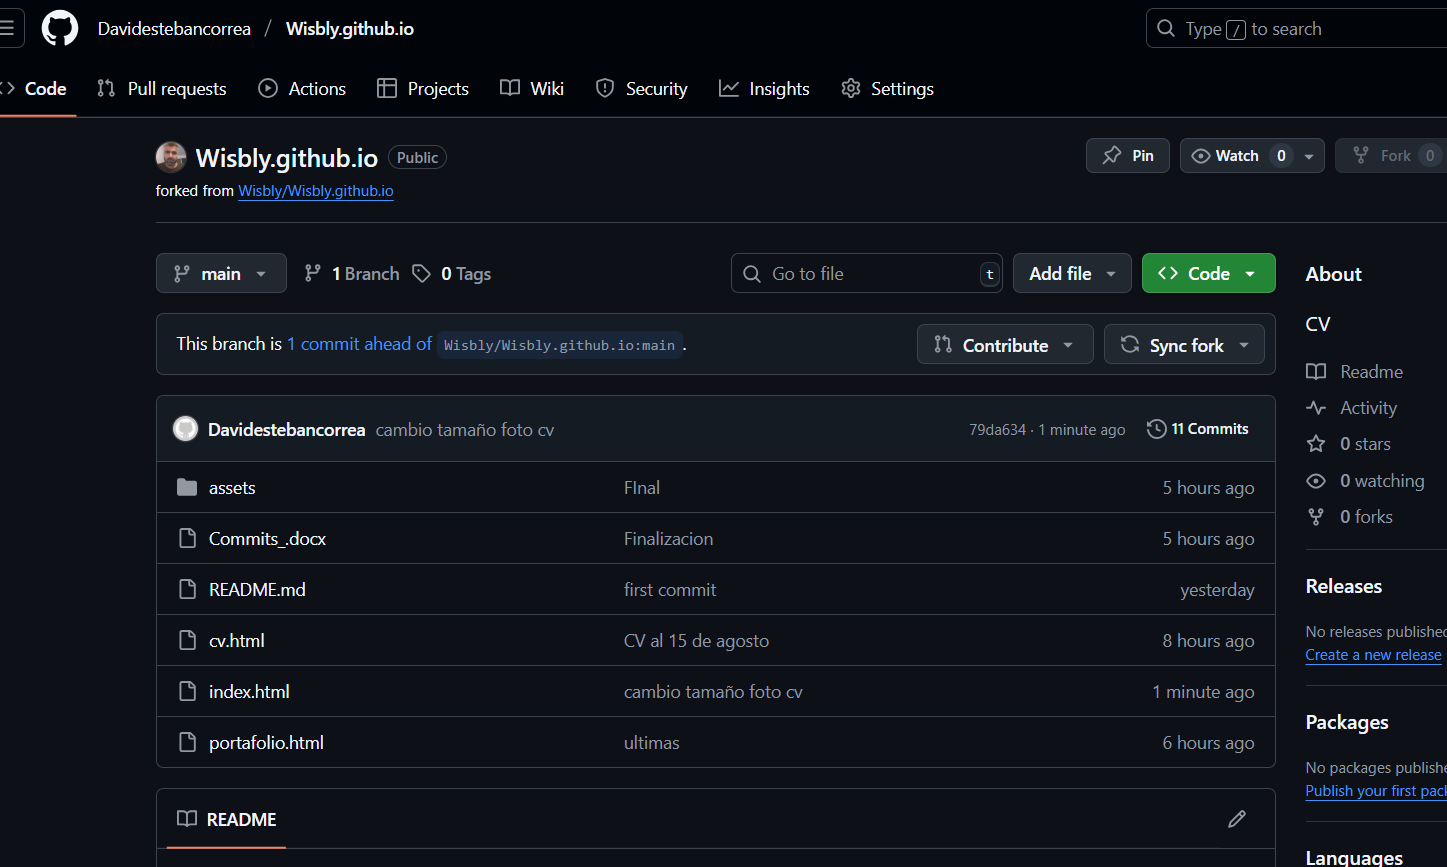 Davidestebancorrea / Wisbly.github.io
Type / to search
Code Pull requests Actions Projects Wiki Security Insights Settings
Wisbly.github.io Public
Pin Watch 0 Fork 0
forked from Wisbly/Wisbly.github.io
main 1 Branch 0 Tags
Go to file t Add file Code
This branch is 1 commit ahead of Wisbly/Wisbly.github.io:main .
Contribute Sync fork
Davidestebancorrea cambio tamaño foto cv 79da634 · 1 minute ago 11 Commits
assets FInal 5 hours ago
Commits_.docx Finalizacion 5 hours ago
README.md first commit yesterday
cv.html CV al 15 de agosto 8 hours ago
index.html cambio tamaño foto cv 1 minute ago
portafolio.html ultimas 6 hours ago
README
About
CV
Readme
Activity
0 stars
0 watching
0 forks
Releases
No releases published
Create a new release
Packages
No packages publishe
Publish your first pack
Languages